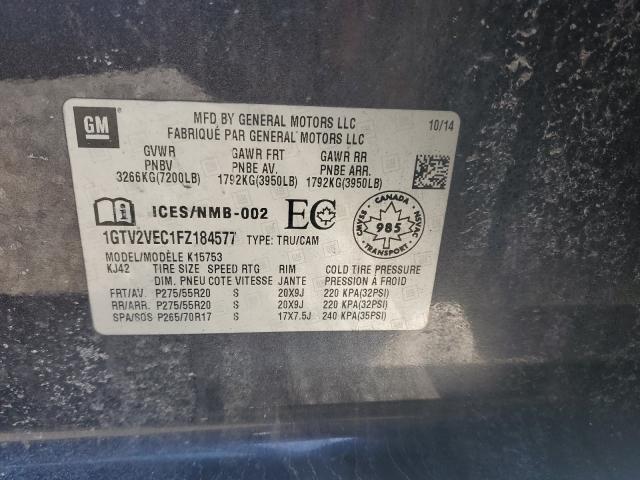 GM
MFD BY GENERAL MOTORS LLC
FABRIQUÉ PAR GENERAL MOTORS LLC
10/14
GVWR GAWR FRT GAWR RR
PNBV PNBE AV. PNBE ARR.
3266KG(7200LB) 1792KG(3950LB) 1792KG(3950LB)
ICES/NMB-002 EC
CANADA
CMVSS NSVAC
985
TRANSPORT
1GTV2VEC1FZ184577 TYPE: TRU/CAM
MODEL/MODÈLE K15753
KJ42 TIRE SIZE SPEED RTG RIM COLD TIRE PRESSURE
DIM. PNEU COTE VITESSE JANTE PRESSION À FROID
FRT/AV. P275/55R20 S 20X9J 220 KPA(32PSI)
RR/ARR. P275/55R20 S 20X9J 220 KPA(32PSI)
SPA/SOS P265/70R17 S 17X7.5J 240 KPA(35PSI)